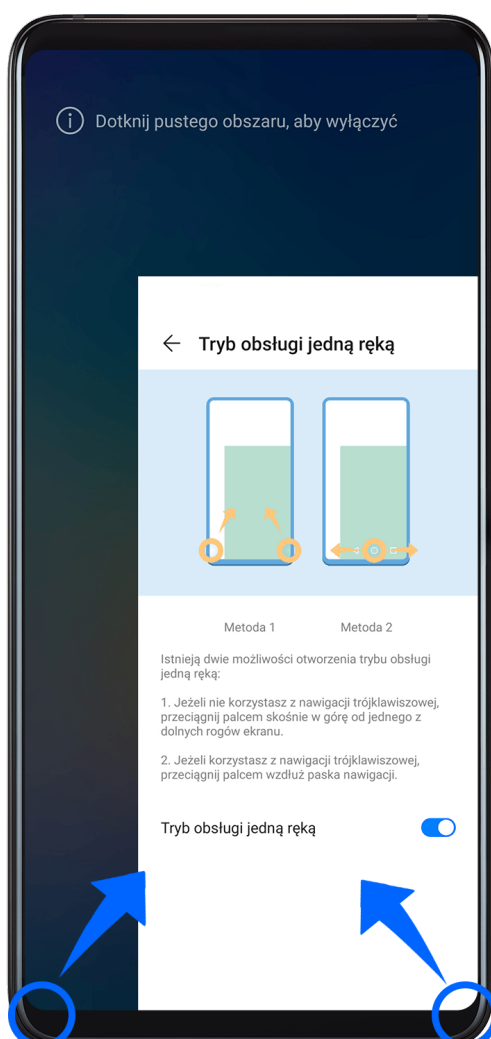 Dotknij pustego obszaru, aby wyłączyć
Tryb obsługi jedną ręką
Metoda 1
Metoda 2
Istnieją dwie możliwości otworzenia trybu obsługi
jedną ręką:
1. Jeżeli nie korzystasz z nawigacji trójklawiszowej,
przeciągnij palcem skośnie w górę od jednego z
dolnych rogów ekranu.
2. Jeżeli korzystasz z nawigacji trójklawiszowej,
przeciągnij palcem wzdłuż paska nawigacji.
Tryb obsługi jedną ręką